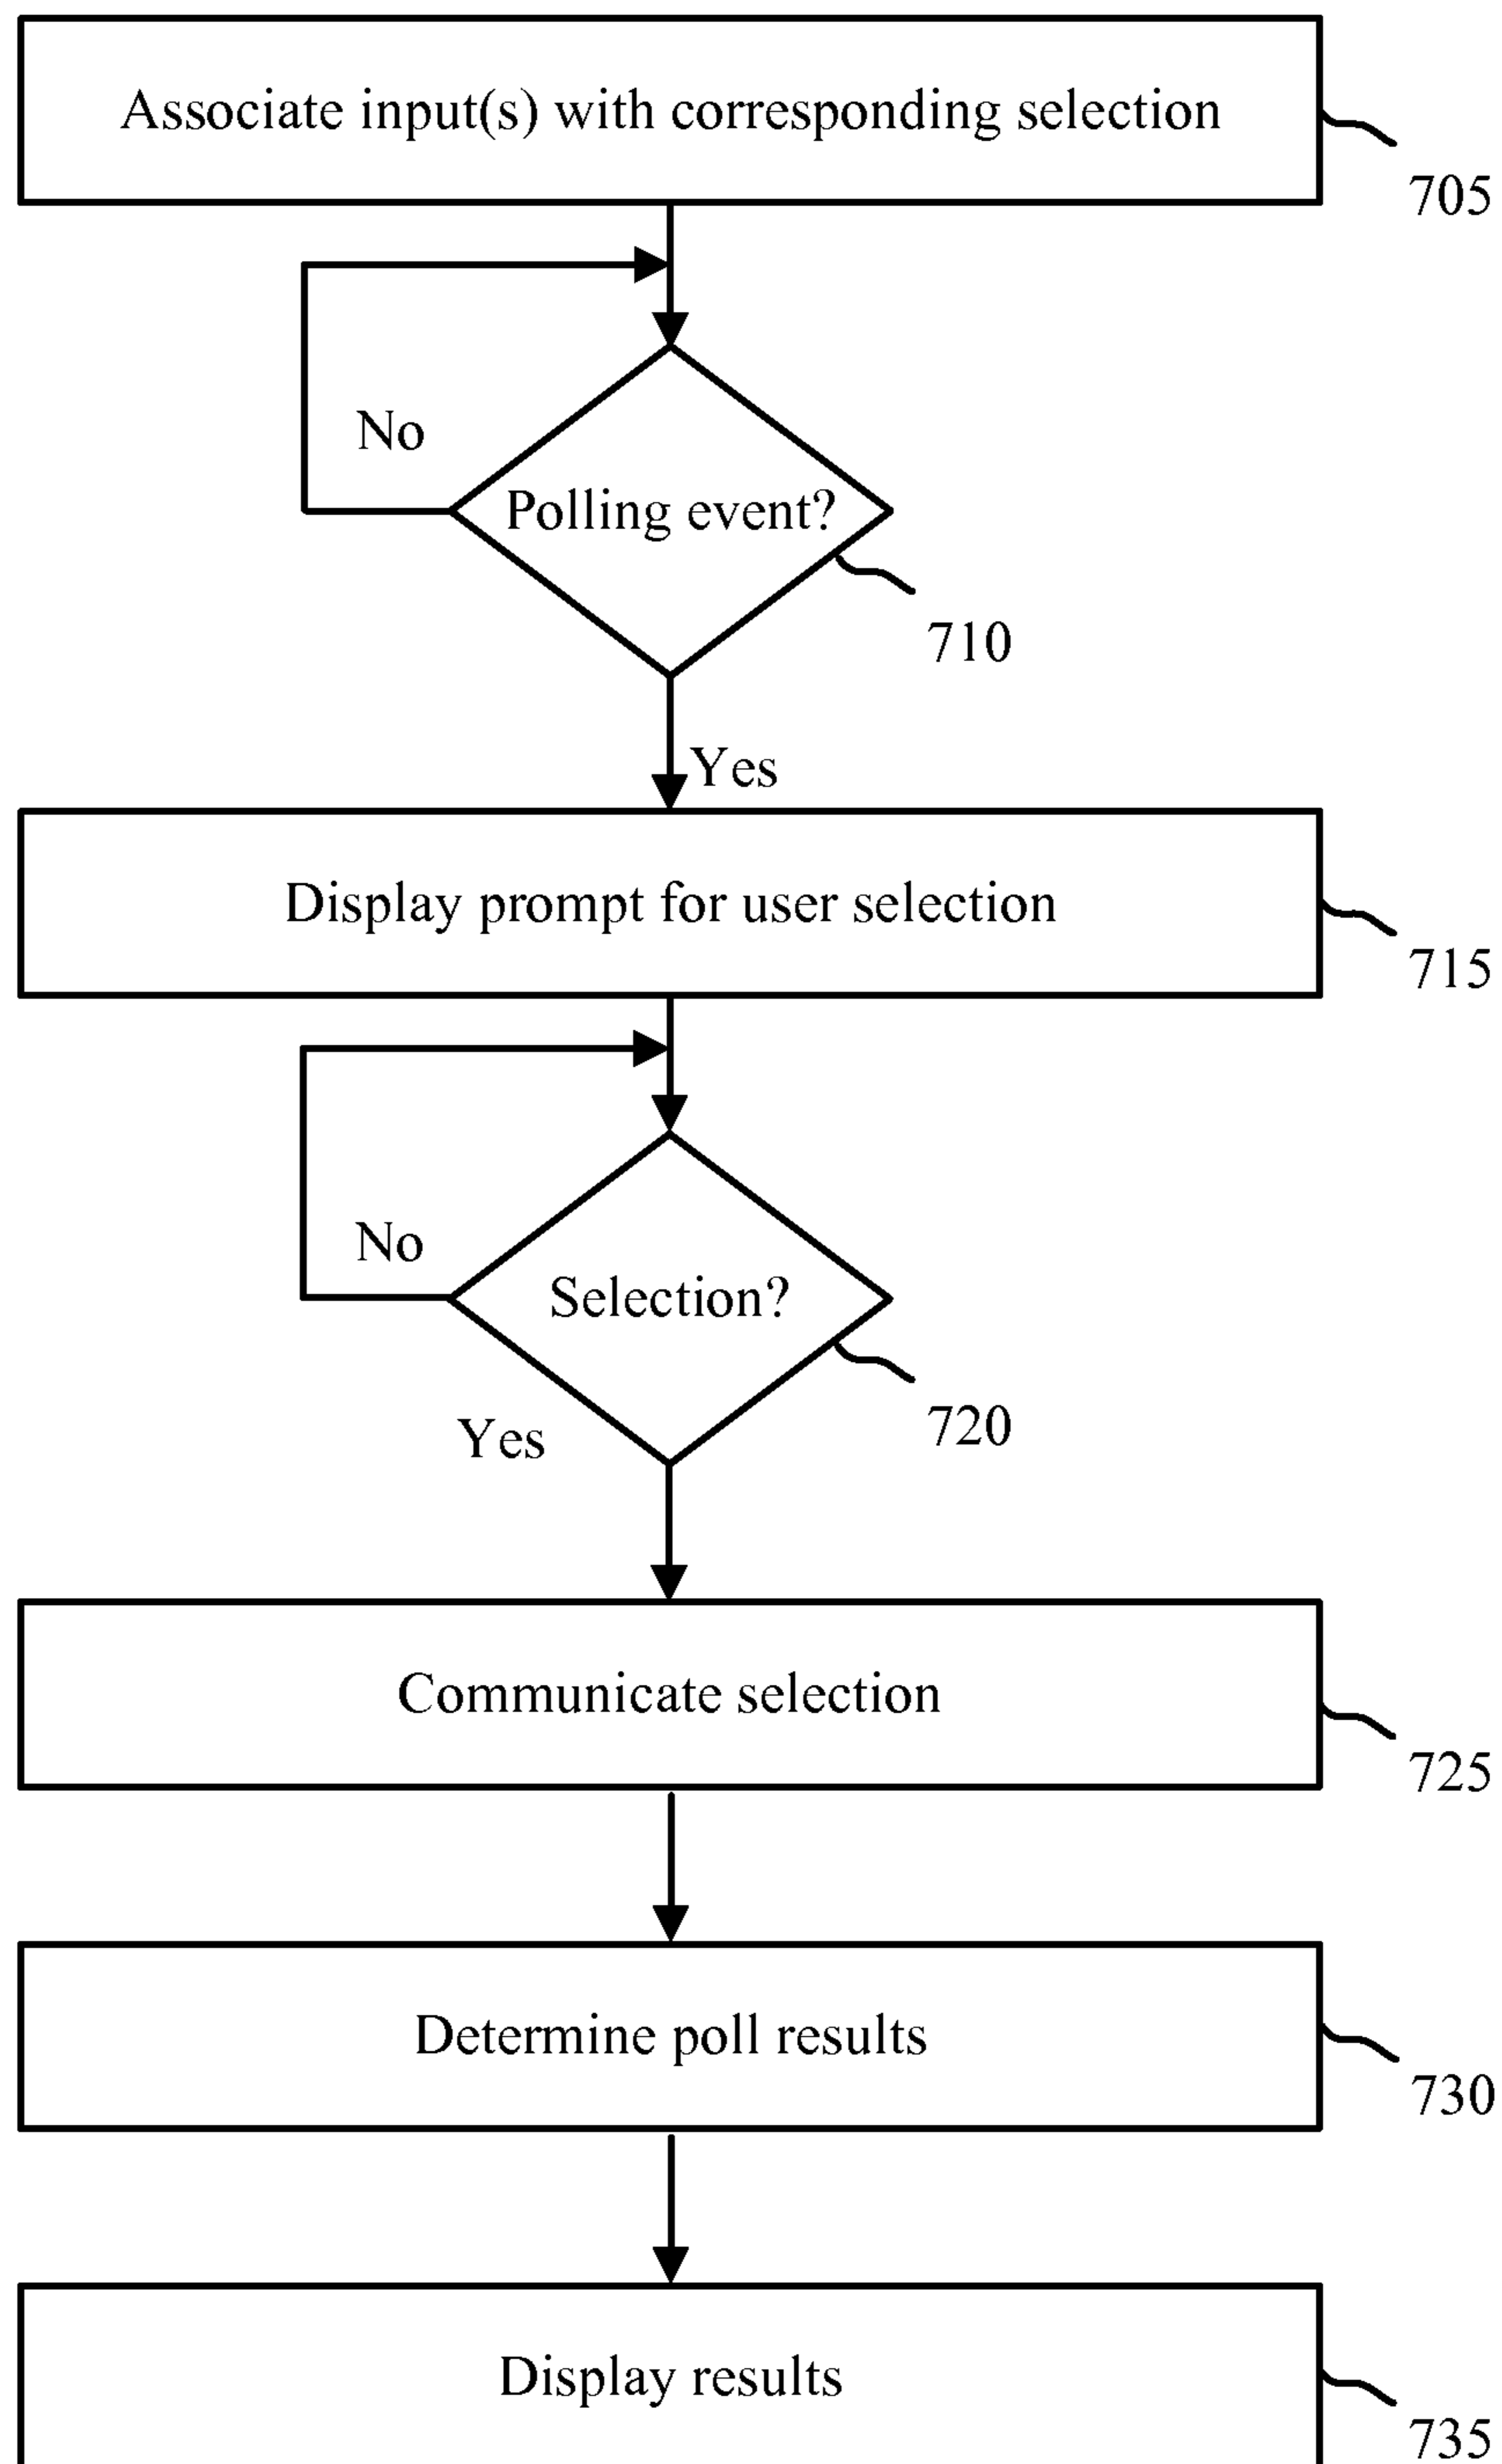 Associate input(s) with corresponding selection
705
No
Polling event?
710
Yes
Display prompt for user selection
715
No
Selection?
720
Yes
Communicate selection
725
Determine poll results
730
Display results
735